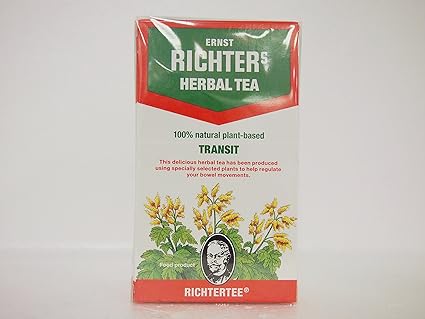 ERNST
RICHTERS
HERBAL TEA
100% natural plant-based
TRANSIT
This delicious herbal tea has been produced
using specially selected plants to help regulate
your bowel movements.
Food product
RICHTERTEE®